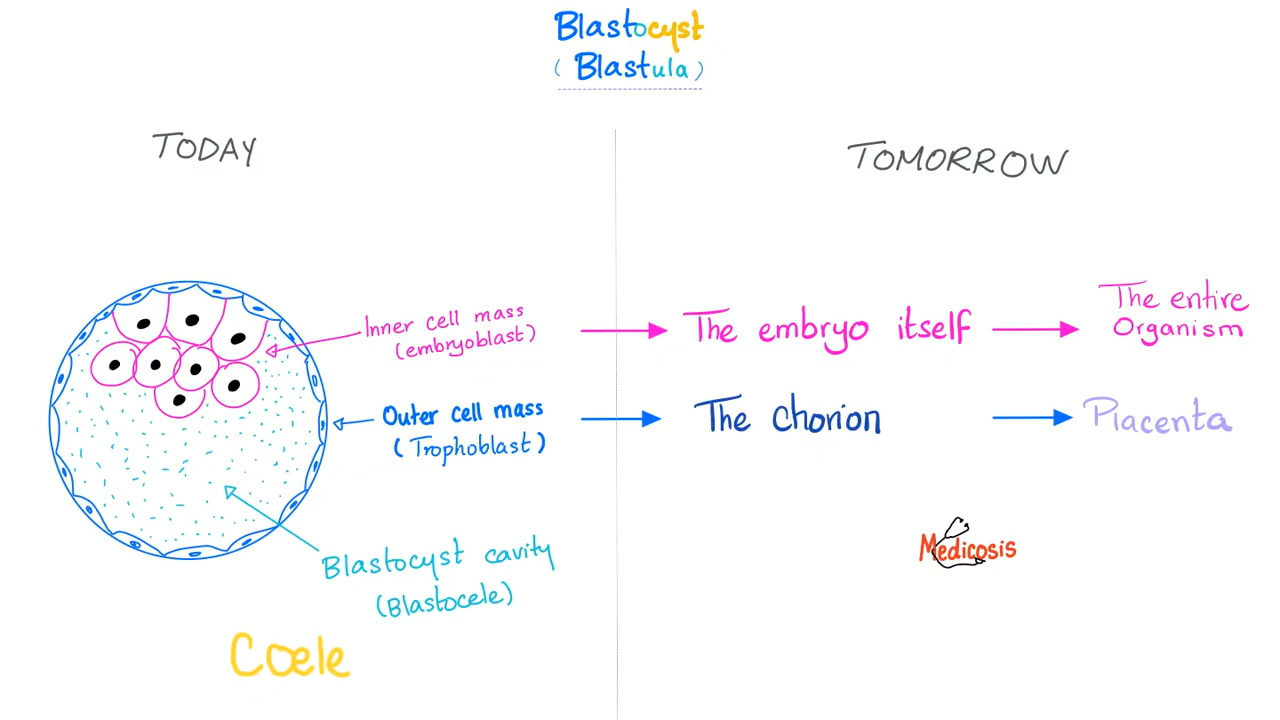 Blastocyst
(Blastula)
TODAY
TOMORROW
Inner cell mass
(embryoblast)
The embryo itself
The entire
Organism
Outer cell mass
(Trophoblast)
The Chorion
Placenta
Blastocyst cavity
(Blastocele)
Medicosis
Coele